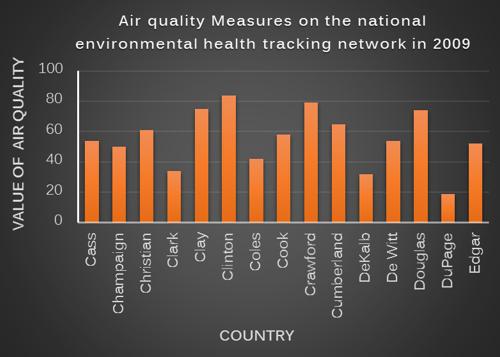 Air quality Measures on the national
environmental health tracking network in 2009
VALUE OF AIR QUALITY
100
80
60
40
20
0
Cass
Champaign
Christian
Clark
Clay
Clinton
Coles
Cook
Crawford
Cumberland
DeKalb
De Witt
Douglas
DuPage
Edgar
COUNTRY